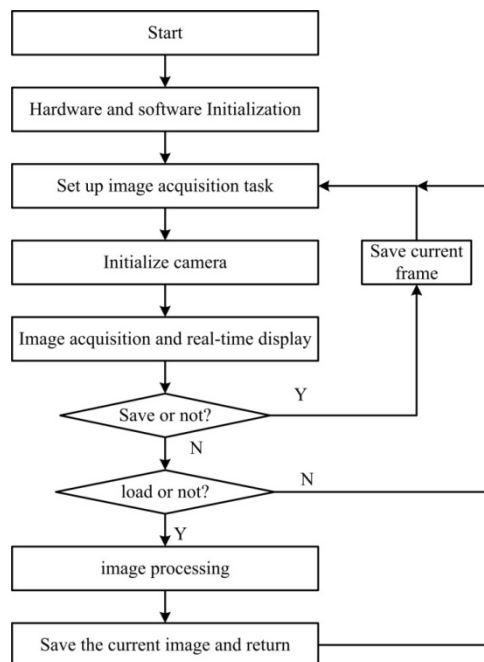 Start
Hardware and software Initialization
Set up image acquisition task
Initialize camera
Save current
frame
Image acquisition and real-time display
Save or not?
Y
N
load or not?
N
Y
image processing
Save the current image and return